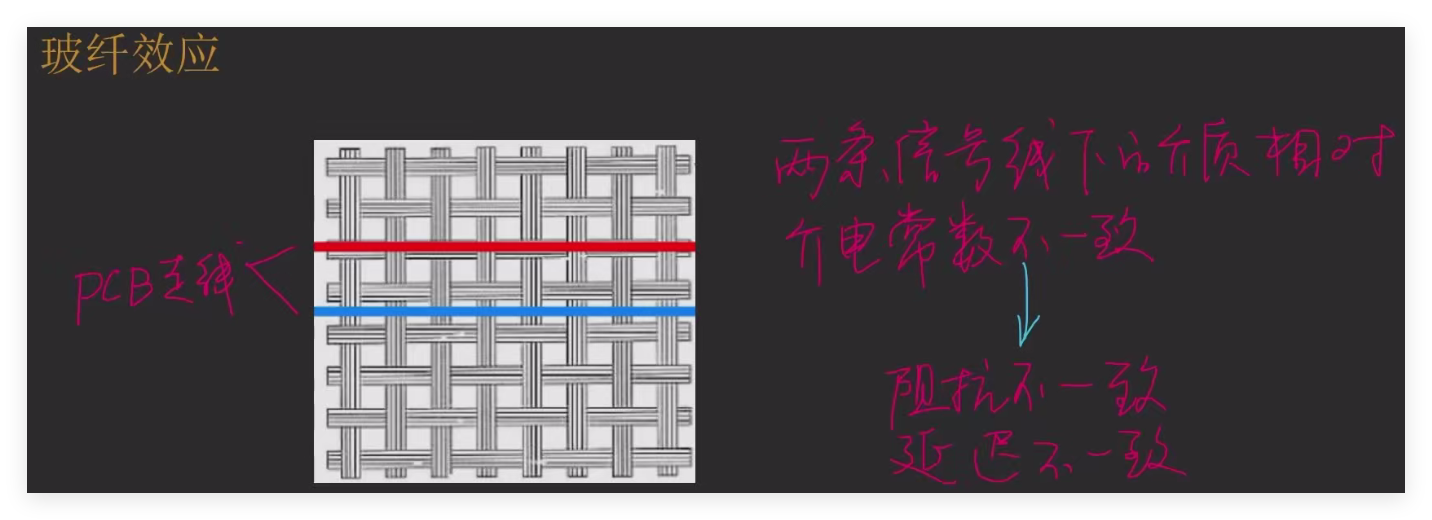 玻纤效应
PCB走线
两条信号线下的介质相对
介电常数不一致
阻抗不一致
延迟不一致